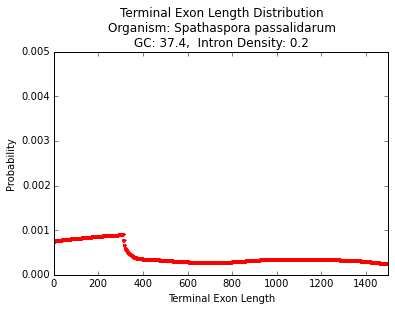 Terminal Exon Length Distribution
Organism: Spathaspora passalidarum
GC: 37.4,  Intron Density: 0.2
0.005
0.004
0.003
0.002
0.001
0.000
Probability
0 200 400 600 800 1000 1200 1400
Terminal Exon Length